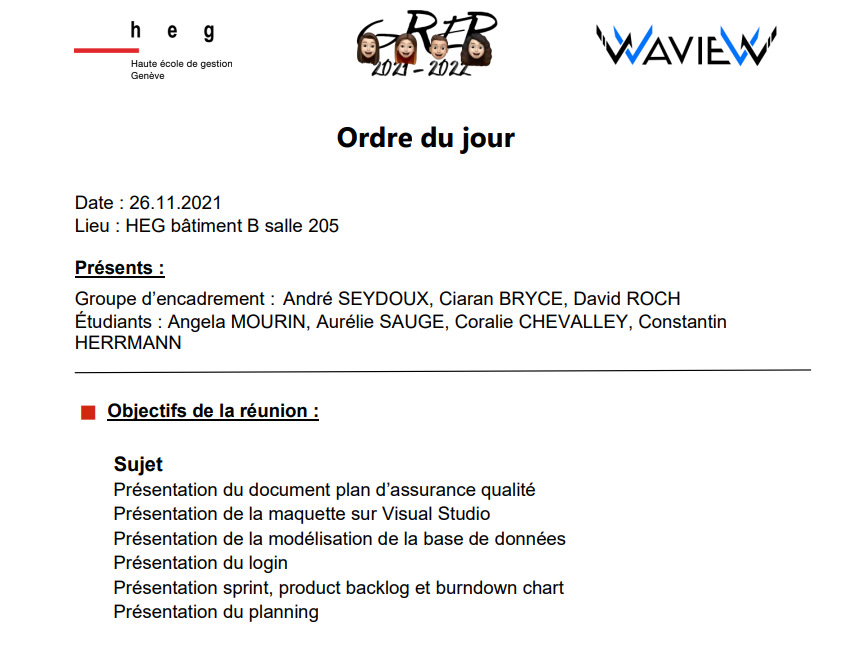 h e g
Haute école de gestion
Genève
GREP
2021 - 2022
WAVIEW
Ordre du jour
Date : 26.11.2021
Lieu : HEG bâtiment B salle 205
Présents :
Groupe d’encadrement : André SEYDOUX, Ciaran BRYCE, David ROCH
Étudiants : Angela MOURIN, Aurélie SAUGE, Coralie CHEVALLEY, Constantin
HERRMANN
Objectifs de la réunion :
Sujet
Présentation du document plan d’assurance qualité
Présentation de la maquette sur Visual Studio
Présentation de la modélisation de la base de données
Présentation du login
Présentation sprint, product backlog et burndown chart
Présentation du planning